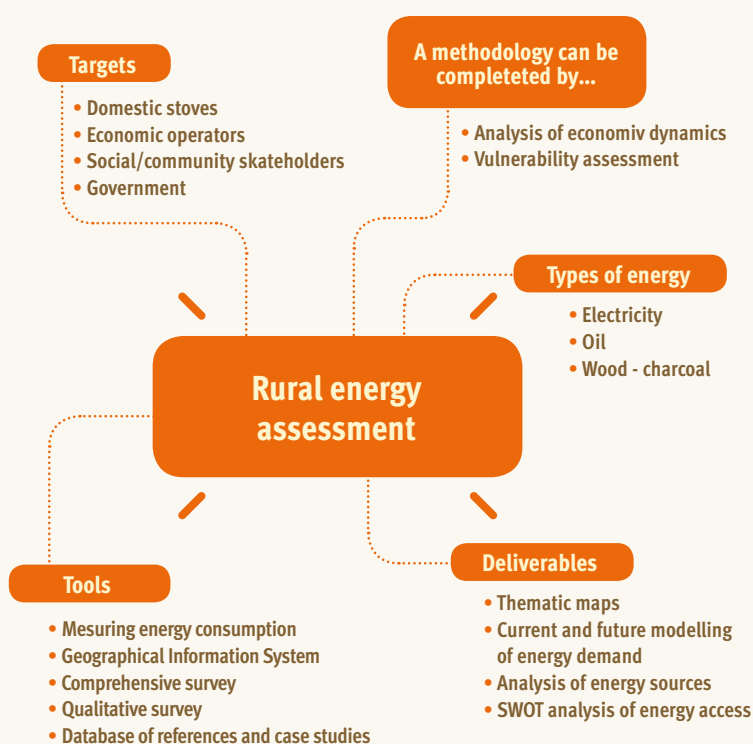 Targets
• Domestic stoves
• Economic operators
• Social/community skateholders
• Government
A methodology can be
completeted by...
• Analysis of economiv dynamics
• Vulnerability assessment
Types of energy
• Electricity
• Oil
• Wood - charcoal
Rural energy
assessment
Tools
• Mesuring energy consumption
• Geographical Information System
• Comprehensive survey
• Qualitative survey
• Database of references and case studies
Deliverables
• Thematic maps
• Current and future modelling
of energy demand
• Analysis of energy sources
• SWOT analysis of energy access